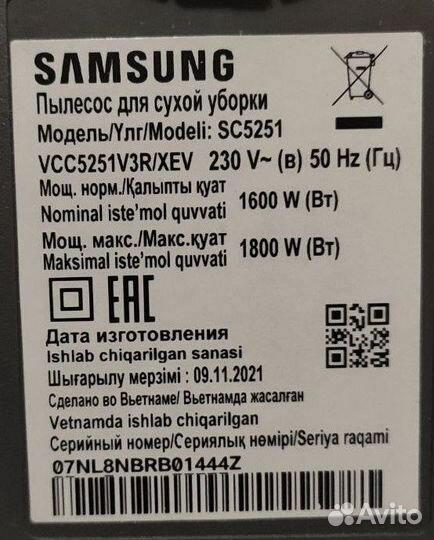 SAMSUNG
Пылесос для сухой уборки
Модель/Үлг/Modeli: SC5251
VCC5251V3R/XEV 230 V~ (в) 50 Hz (Гц)
Мощ. норм./Қалыпты қуат
Nominal iste'mol quvvati 1600 W (Вт)
Мощ. макс./Макс.қуат
Maksimal iste'mol quvvati 1800 W (Вт)
EAC
Дата изготовления
Ishlab chiqarilgan sanasi
Шығарылу мерзімі : 09.11.2021
Сделано во Вьетнаме/ Вьетнамда жасалған
Vetnamda ishlab chiqarilgan
Серийный номер/Сериялық нөмірі/Seriya raqami
07NL8NBRB01444Z
Avito